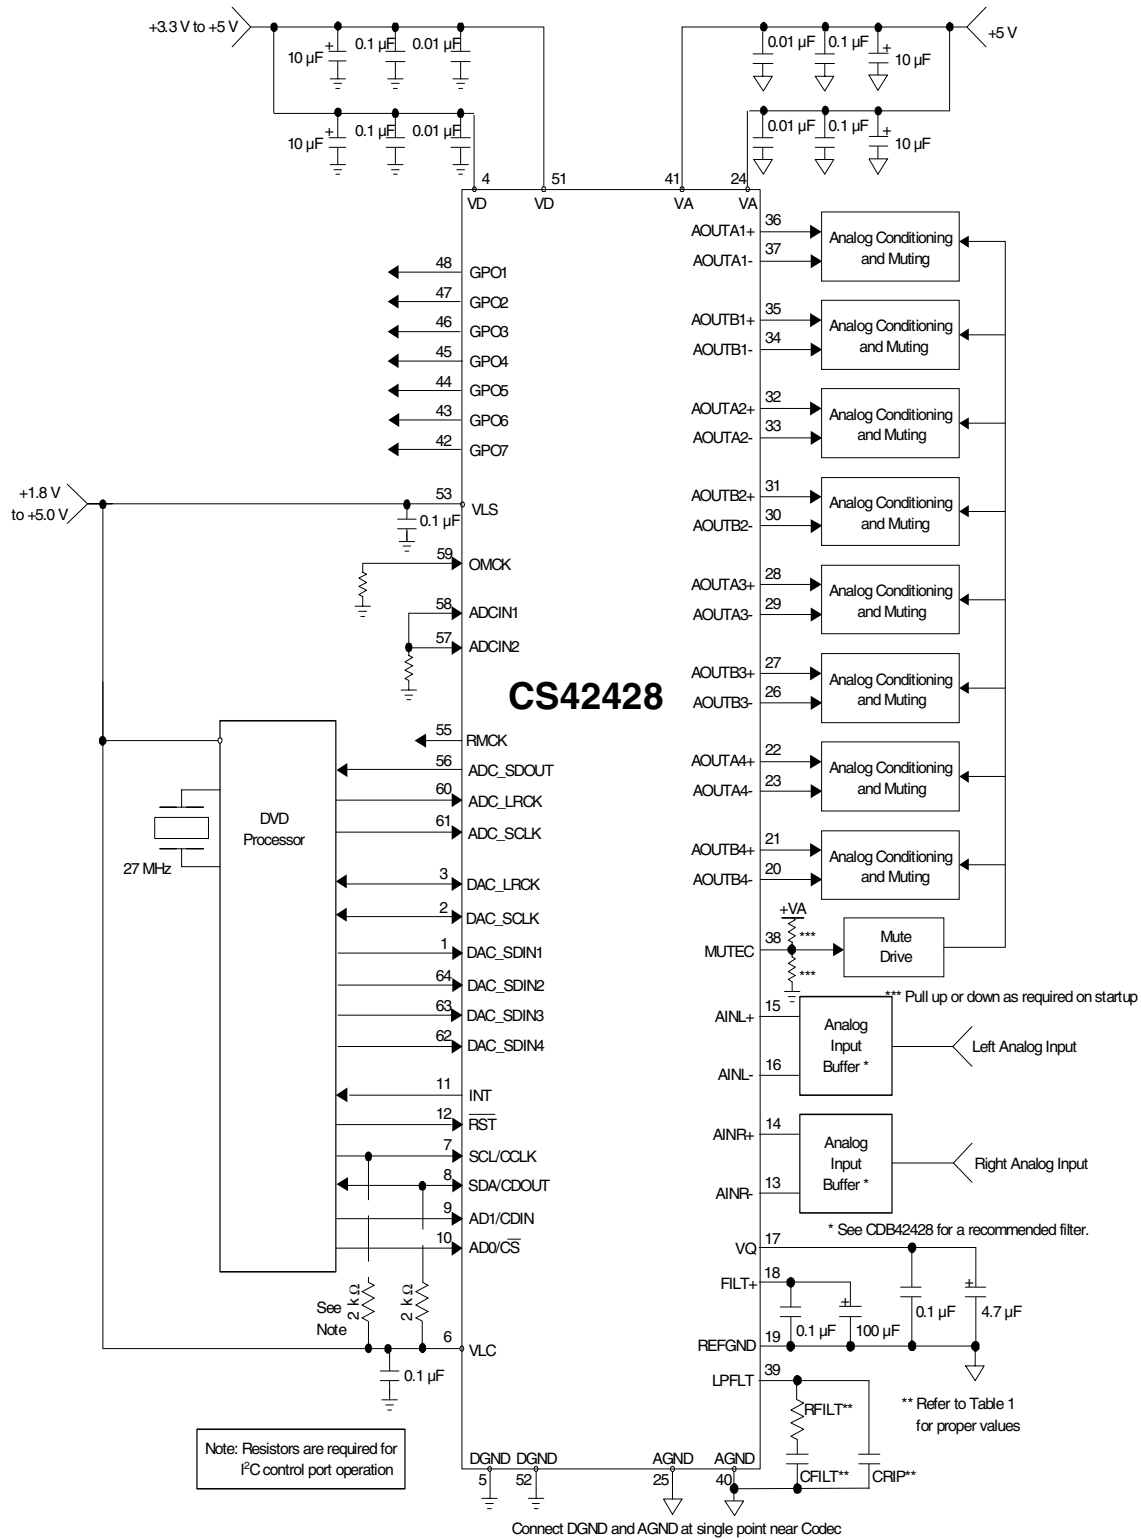 +3.3 V to +5 V
10 µF
+
0.1 µF
0.01 µF
10 µF
+
0.1 µF
0.01 µF
0.01 µF
0.1 µF
+
10 µF
+5 V
0.01 µF
0.1 µF
+
10 µF
4
51
41
24
VD
VD
VA
VA
48
GPO1
47
GPO2
46
GPO3
45
GPO4
44
GPO5
43
GPO6
42
GPO7
+1.8 V
to +5.0 V
53
VLS
0.1 µF
59
OMCK
58
ADCIN1
57
ADCIN2
CS42428
55
RMCK
56
ADC_SDOUT
60
ADC_LRCK
61
ADC_SCLK
DVD
Processor
27 MHz
3
DAC_LRCK
2
DAC_SCLK
1
DAC_SDIN1
64
DAC_SDIN2
63
DAC_SDIN3
62
DAC_SDIN4
11
INT
12
RST
7
SCL/CCLK
8
SDA/CDOUT
9
AD1/CDIN
10
AD0/CS
See
Note
2 kΩ
2 kΩ
6
VLC
0.1 µF
Note: Resistors are required for
I²C control port operation
DGND
5
DGND
52
AGND
25
AGND
40
Connect DGND and AGND at single point near Codec
AOUTA1+
36
AOUTA1-
37
Analog Conditioning
and Muting
AOUTB1+
35
AOUTB1-
34
Analog Conditioning
and Muting
AOUTA2+
32
AOUTA2-
33
Analog Conditioning
and Muting
AOUTB2+
31
AOUTB2-
30
Analog Conditioning
and Muting
AOUTA3+
28
AOUTA3-
29
Analog Conditioning
and Muting
AOUTB3+
27
AOUTB3-
26
Analog Conditioning
and Muting
AOUTA4+
22
AOUTA4-
23
Analog Conditioning
and Muting
AOUTB4+
21
AOUTB4-
20
Analog Conditioning
and Muting
+VA
***
***
MUTEC
38
Mute
Drive
*** Pull up or down as required on startup
AINL+
15
AINL-
16
Analog
Input
Buffer *
Left Analog Input
AINR+
14
AINR-
13
Analog
Input
Buffer *
Right Analog Input
* See CDB42428 for a recommended filter.
VQ
17
FILT+
18
0.1 µF
+
100 µF
0.1 µF
+
4.7 µF
REFGND
19
LPFLT
39
RFILT**
CFILT**
CRIP**
** Refer to Table 1
for proper values